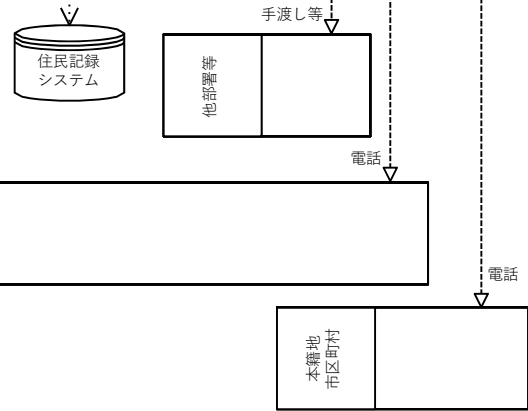 手渡し等
住民記録
システム
他部署等
電話
電話
本籍地
市区町村